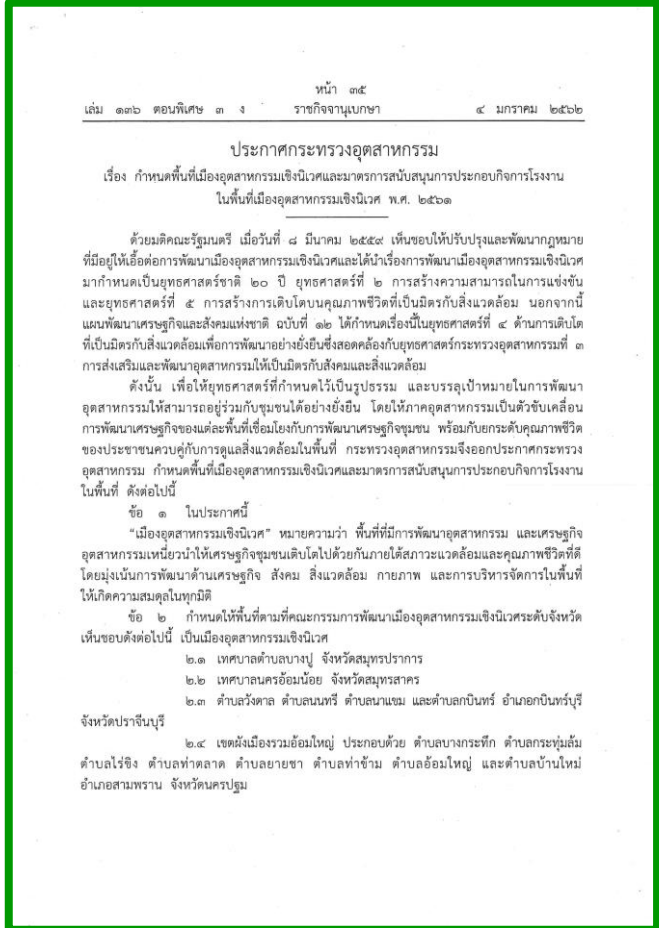 หน้า ๓๕
เล่ม ๑๓๖ ตอนพิเศษ ๓ ง ราชกิจจานุเบกษา ๔ มกราคม ๒๕๖๒
ประกาศกระทรวงอุตสาหกรรม
เรื่อง กำหนดพื้นที่เมืองอุตสาหกรรมเชิงนิเวศและมาตรการสนับสนุนการประกอบกิจการโรงงาน
ในพื้นที่เมืองอุตสาหกรรมเชิงนิเวศ พ.ศ. ๒๕๖๑
ด้วยมติคณะรัฐมนตรี เมื่อวันที่ ๘ มีนาคม ๒๕๕๙ เห็นชอบให้ปรับปรุงและพัฒนากฎหมาย
ที่มีอยู่ให้เอื้อต่อการพัฒนาเมืองอุตสาหกรรมเชิงนิเวศและได้นำเรื่องการพัฒนาเมืองอุตสาหกรรมเชิงนิเวศ
มากำหนดเป็นยุทธศาสตร์ชาติ ๒๐ ปี ยุทธศาสตร์ที่ ๒ การสร้างความสามารถในการแข่งขัน
และยุทธศาสตร์ที่ ๕ การสร้างการเติบโตบนคุณภาพชีวิตที่เป็นมิตรกับสิ่งแวดล้อม นอกจากนี้
แผนพัฒนาเศรษฐกิจและสังคมแห่งชาติ ฉบับที่ ๑๒ ได้กำหนดเรื่องนี้ในยุทธศาสตร์ที่ ๔ ด้านการเติบโต
ที่เป็นมิตรกับสิ่งแวดล้อมเพื่อการพัฒนาอย่างยั่งยืนซึ่งสอดคล้องกับยุทธศาสตร์กระทรวงอุตสาหกรรมที่ ๓
การส่งเสริมและพัฒนาอุตสาหกรรมให้เป็นมิตรกับสังคมและสิ่งแวดล้อม
ดังนั้น เพื่อให้ยุทธศาสตร์ที่กำหนดไว้เป็นรูปธรรม และบรรลุเป้าหมายในการพัฒนา
อุตสาหกรรมให้สามารถอยู่ร่วมกับชุมชนได้อย่างยั่งยืน โดยให้ภาคอุตสาหกรรมเป็นตัวขับเคลื่อน
การพัฒนาเศรษฐกิจของแต่ละพื้นที่เชื่อมโยงกับการพัฒนาเศรษฐกิจชุมชน พร้อมกับยกระดับคุณภาพชีวิต
ของประชาชนควบคู่กับการดูแลสิ่งแวดล้อมในพื้นที่ กระทรวงอุตสาหกรรมจึงออกประกาศกระทรวง
อุตสาหกรรม กำหนดพื้นที่เมืองอุตสาหกรรมเชิงนิเวศและมาตรการสนับสนุนการประกอบกิจการโรงงาน
ในพื้นที่ ดังต่อไปนี้
ข้อ ๑ ในประกาศนี้
“เมืองอุตสาหกรรมเชิงนิเวศ” หมายความว่า พื้นที่ที่มีการพัฒนาอุตสาหกรรม และเศรษฐกิจ
อุตสาหกรรมเหนี่ยวนำให้เศรษฐกิจชุมชนเติบโตไปด้วยกันภายใต้สภาวะแวดล้อมและคุณภาพชีวิตที่ดี
โดยมุ่งเน้นการพัฒนาด้านเศรษฐกิจ สังคม สิ่งแวดล้อม กายภาพ และการบริหารจัดการในพื้นที่
ให้เกิดความสมดุลในทุกมิติ
ข้อ ๒ กำหนดให้พื้นที่ตามที่คณะกรรมการพัฒนาเมืองอุตสาหกรรมเชิงนิเวศระดับจังหวัด
เห็นชอบดังต่อไปนี้ เป็นเมืองอุตสาหกรรมเชิงนิเวศ
๒.๑ เทศบาลตำบลบางปู จังหวัดสมุทรปราการ
๒.๒ เทศบาลนครอ้อมน้อย จังหวัดสมุทรสาคร
๒.๓ ตำบลวังดาล ตำบลนนทรี ตำบลนาแขม และตำบลกบินทร์ อำเภอกบินทร์บุรี
จังหวัดปราจีนบุรี
๒.๔ เขตผังเมืองรวมอ้อมใหญ่ ประกอบด้วย ตำบลบางกระทึก ตำบลกระทุ่มล้ม
ตำบลไร่ขิง ตำบลท่าตลาด ตำบลยายชา ตำบลท่าข้าม ตำบลอ้อมใหญ่ และตำบลบ้านใหม่
อำเภอสามพราน จังหวัดนครปฐม